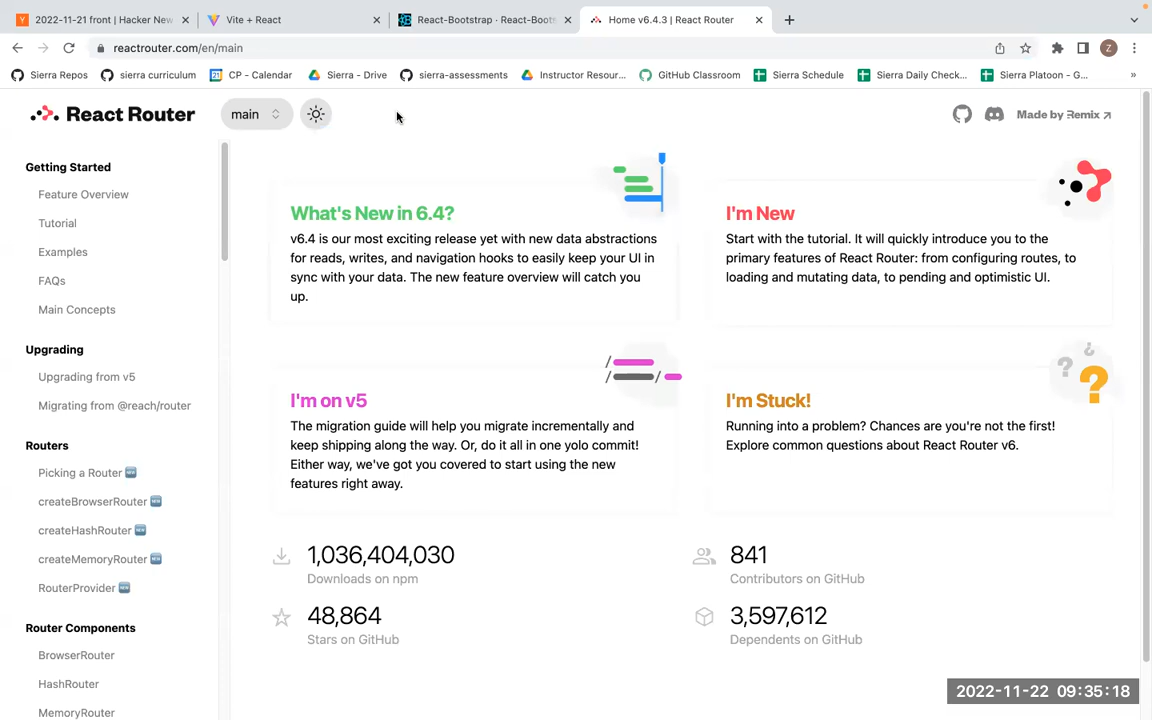 2022-11-21 front | Hacker New
Vite + React
React-Bootstrap · React-Boots
Home v6.4.3 | React Router
reactrouter.com/en/main
Z
Sierra Repos
sierra curriculum
CP - Calendar
Sierra - Drive
sierra-assessments
Instructor Resour...
GitHub Classroom
Sierra Schedule
Sierra Daily Check...
Sierra Platoon - G...
»
React Router
main
Made by Remix
Getting Started
Feature Overview
Tutorial
Examples
FAQs
Main Concepts
Upgrading
Upgrading from v5
Migrating from @reach/router
Routers
Picking a Router 🆕
createBrowserRouter 🆕
createHashRouter 🆕
createMemoryRouter 🆕
RouterProvider 🆕
Router Components
BrowserRouter
HashRouter
MemoryRouter
What's New in 6.4?
v6.4 is our most exciting release yet with new data abstractions
for reads, writes, and navigation hooks to easily keep your UI in
sync with your data. The new feature overview will catch you
up.
I'm New
Start with the tutorial. It will quickly introduce you to the
primary features of React Router: from configuring routes, to
loading and mutating data, to pending and optimistic UI.
I'm on v5
The migration guide will help you migrate incrementally and
keep shipping along the way. Or, do it all in one yolo commit!
Either way, we've got you covered to start using the new
features right away.
I'm Stuck!
Running into a problem? Chances are you're not the first!
Explore common questions about React Router v6.
1,036,404,030
Downloads on npm
841
Contributors on GitHub
48,864
Stars on GitHub
3,597,612
Dependents on GitHub
2022-11-22 09:35:18